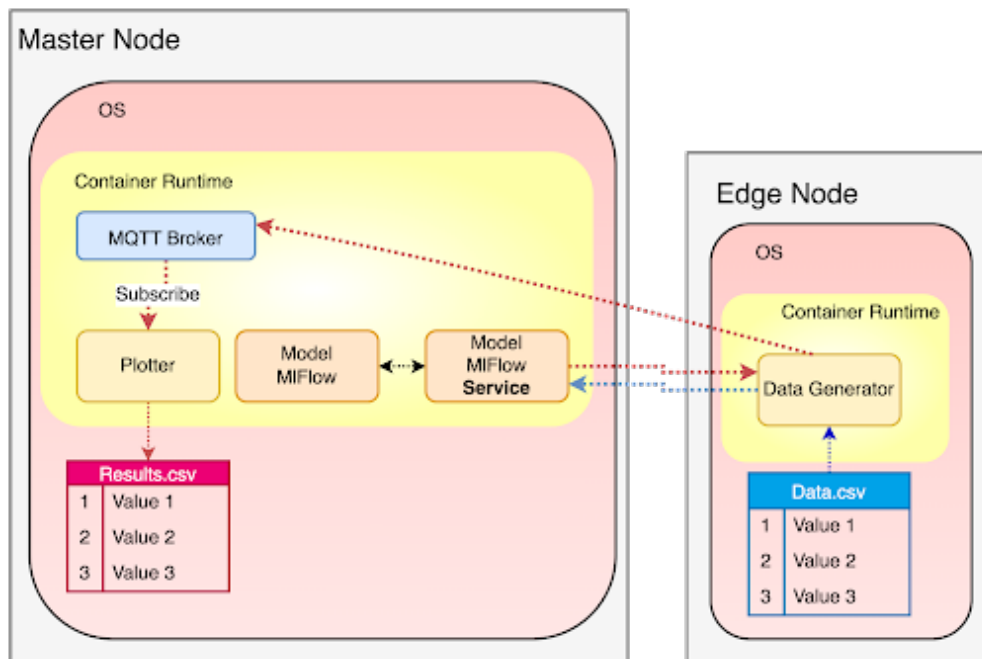 Master Node
OS
Container Runtime
MQTT Broker
Subscribe
Plotter
Model
MlFlow
Model
MlFlow
Service
Results.csv
1 Value 1
2 Value 2
3 Value 3
Edge Node
OS
Container Runtime
Data Generator
Data.csv
1 Value 1
2 Value 2
3 Value 3